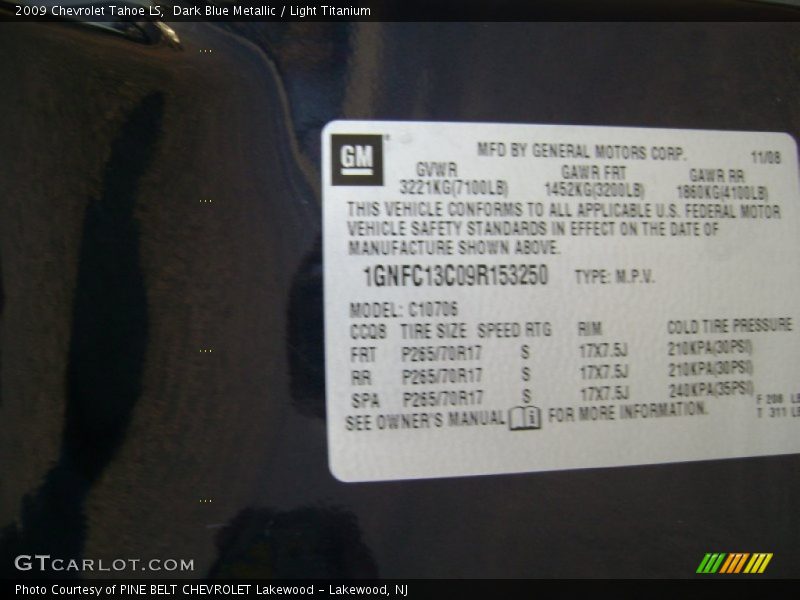 2009 Chevrolet Tahoe LS, Dark Blue Metallic / Light Titanium
GM
MFD BY GENERAL MOTORS CORP. 11/08
GVWR GAWR FRT GAWR RR
3221KG(7100LB) 1452KG(3200LB) 1860KG(4100LB)
THIS VEHICLE CONFORMS TO ALL APPLICABLE U.S. FEDERAL MOTOR
VEHICLE SAFETY STANDARDS IN EFFECT ON THE DATE OF
MANUFACTURE SHOWN ABOVE.
1GNFC13C09R153250 TYPE: M.P.V.
MODEL: C10706
CCQB TIRE SIZE SPEED RTG RIM COLD TIRE PRESSURE
FRT P265/70R17 S 17X7.5J 210KPA(30PSI)
RR P265/70R17 S 17X7.5J 210KPA(30PSI)
SPA P265/70R17 S 17X7.5J 240KPA(35PSI)
F 208 LB
T 311 LB
SEE OWNER'S MANUAL FOR MORE INFORMATION.
GTCARLOT.COM
Photo Courtesy of PINE BELT CHEVROLET Lakewood - Lakewood, NJ